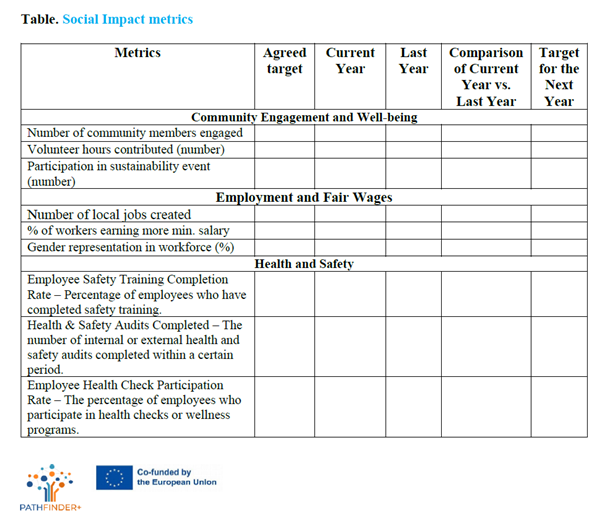 Table. Social Impact metrics
Metrics Agreed target Current Year Last Year Comparison of Current Year vs. Last Year Target for the Next Year
Community Engagement and Well-being
Number of community members engaged
Volunteer hours contributed (number)
Participation in sustainability event
(number)
Employment and Fair Wages
Number of local jobs created
% of workers earning more min. salary
Gender representation in workforce (%)
Health and Safety
Employee Safety Training Completion
Rate – Percentage of employees who have
completed safety training.
Health & Safety Audits Completed – The
number of internal or external health and
safety audits completed within a certain
period.
Employee Health Check Participation
Rate – The percentage of employees who
participate in health checks or wellness
programs.
PATHFINDER+
Co-funded by
the European Union